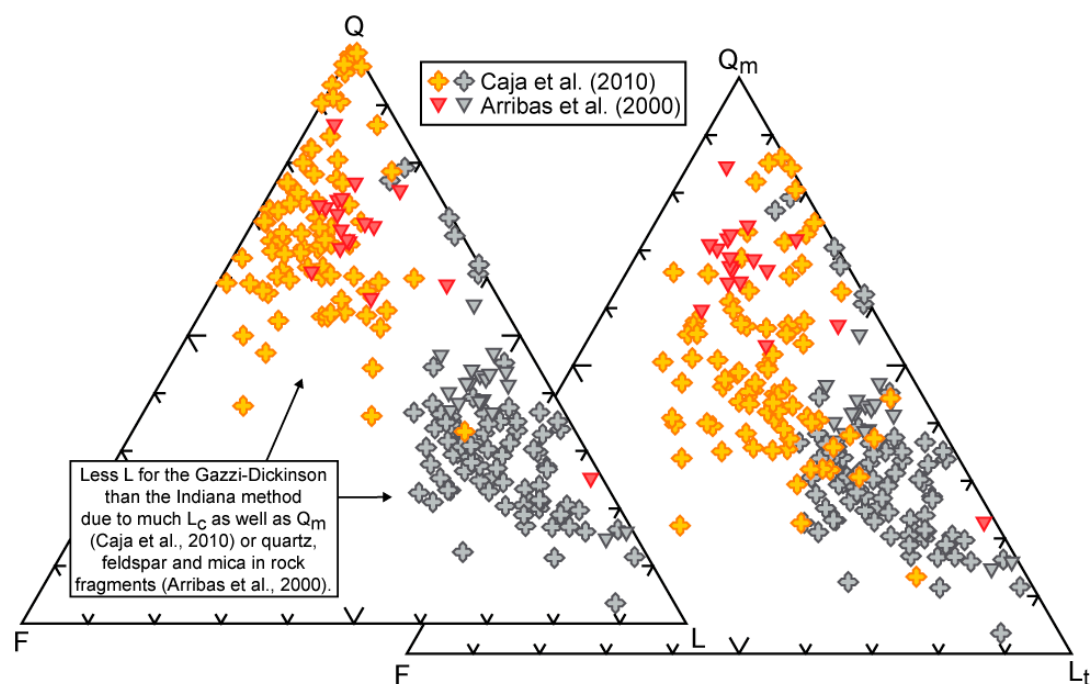 Q
Qm
Caja et al. (2010)
Arribas et al. (2000)
Less L for the Gazzi-Dickinson
than the Indiana method
due to much Lc as well as Qm
(Caja et al., 2010) or quartz,
feldspar and mica in rock
fragments (Arribas et al., 2000).
F
L
F
Lt